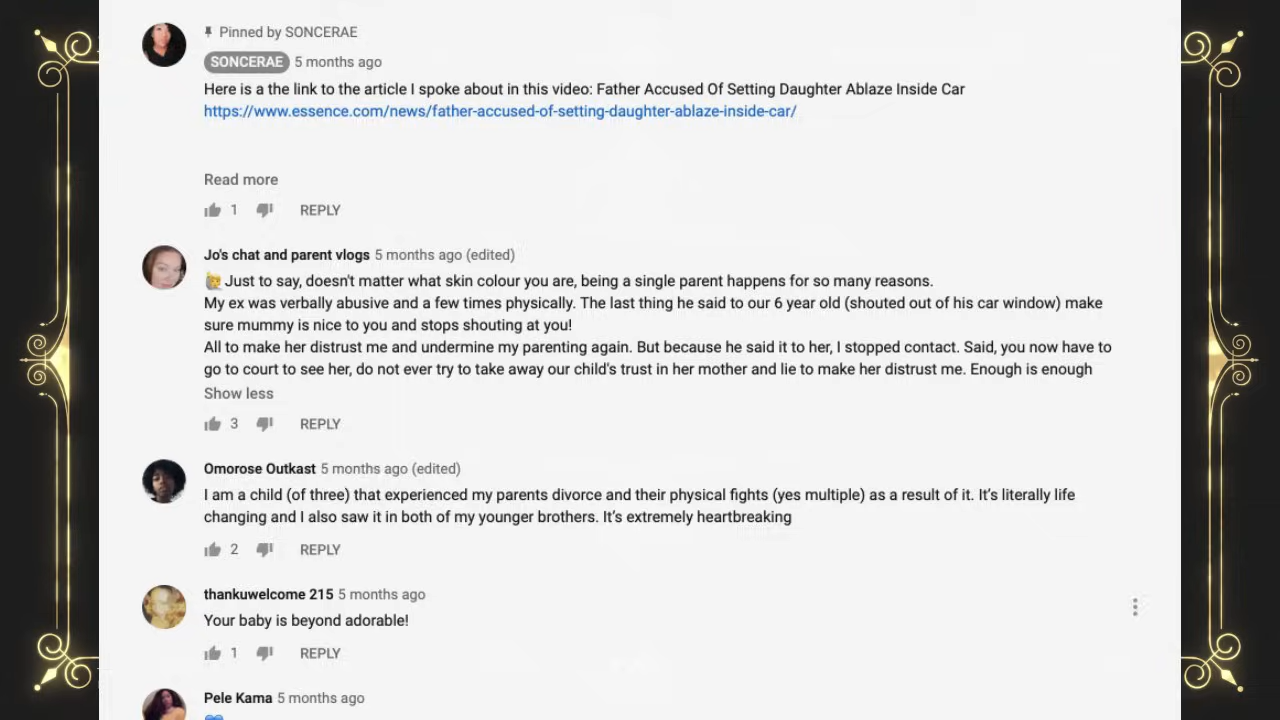 Pinned by SONCERAE
SONCERAE 5 months ago
Here is a the link to the article I spoke about in this video: Father Accused Of Setting Daughter Ablaze Inside Car
https://www.essence.com/news/father-accused-of-setting-daughter-ablaze-inside-car/
Read more
1 REPLY
Jo's chat and parent vlogs 5 months ago (edited)
🙋Just to say, doesn't matter what skin colour you are, being a single parent happens for so many reasons.
My ex was verbally abusive and a few times physically. The last thing he said to our 6 year old (shouted out of his car window) make
sure mummy is nice to you and stops shouting at you!
All to make her distrust me and undermine my parenting again. But because he said it to her, I stopped contact. Said, you now have to
go to court to see her, do not ever try to take away our child's trust in her mother and lie to make her distrust me. Enough is enough
Show less
3 REPLY
Omorose Outkast 5 months ago (edited)
I am a child (of three) that experienced my parents divorce and their physical fights (yes multiple) as a result of it. It’s literally life
changing and I also saw it in both of my younger brothers. It’s extremely heartbreaking
2 REPLY
thankuwelcome 215 5 months ago
Your baby is beyond adorable!
1 REPLY
Pele Kama 5 months ago